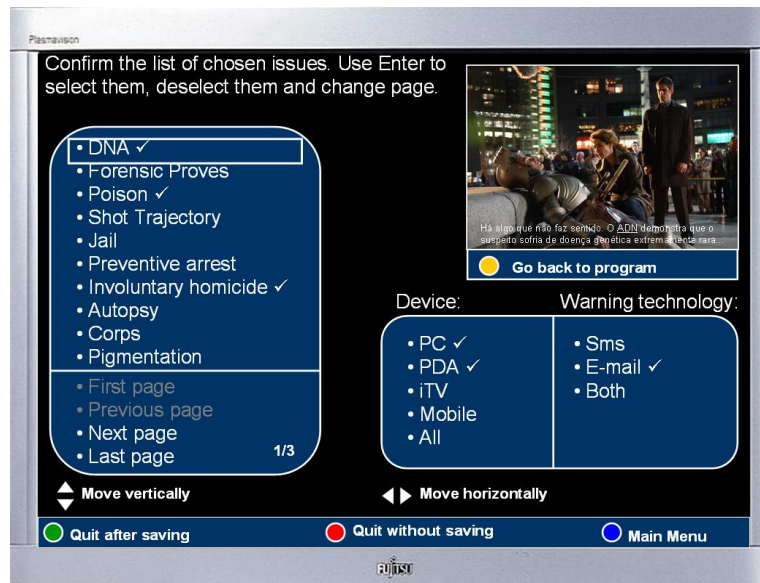 Plasmavision
Confirm the list of chosen issues. Use Enter to
select them, deselect them and change page.
• DNA ✓
• Forensic Proves
• Poison ✓
• Shot Trajectory
• Jail
• Preventive arrest
• Involuntary homicide ✓
• Autopsy
• Corps
• Pigmentation
• First page
• Previous page
• Next page
• Last page
1/3
Há algo que não faz sentido. O ADN demonstra que o
suspeito sofria de doença genética extremamente rara...
Go back to program
Device:
• PC ✓
• PDA ✓
• iTV
• Mobile
• All
Warning technology:
• Sms
• E-mail ✓
• Both
Move vertically
Move horizontally
Quit after saving
Quit without saving
Main Menu
FUJITSU